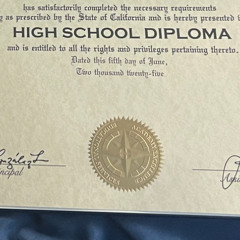 has satisfactorily completed the necessary requirements
as prescribed by the State of California and is hereby presented
HIGH SCHOOL DIPLOMA
and is entitled to all the rights and privileges pertaining thereto.
Dated this fifth day of June,
Two thousand twenty-five